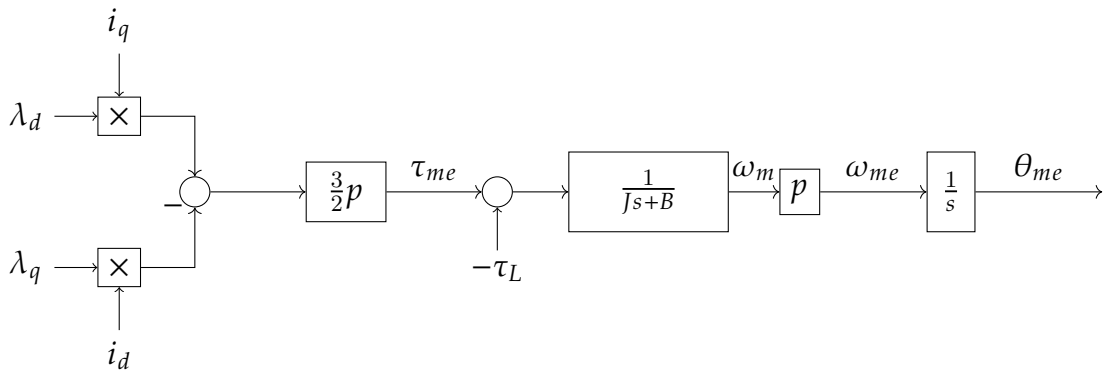 i_q
λ_d ×
-
3/2 p
τ_me
-τ_L
1/(Js+B)
ω_m
p
ω_me
1/s
θ_me
λ_q ×
i_d